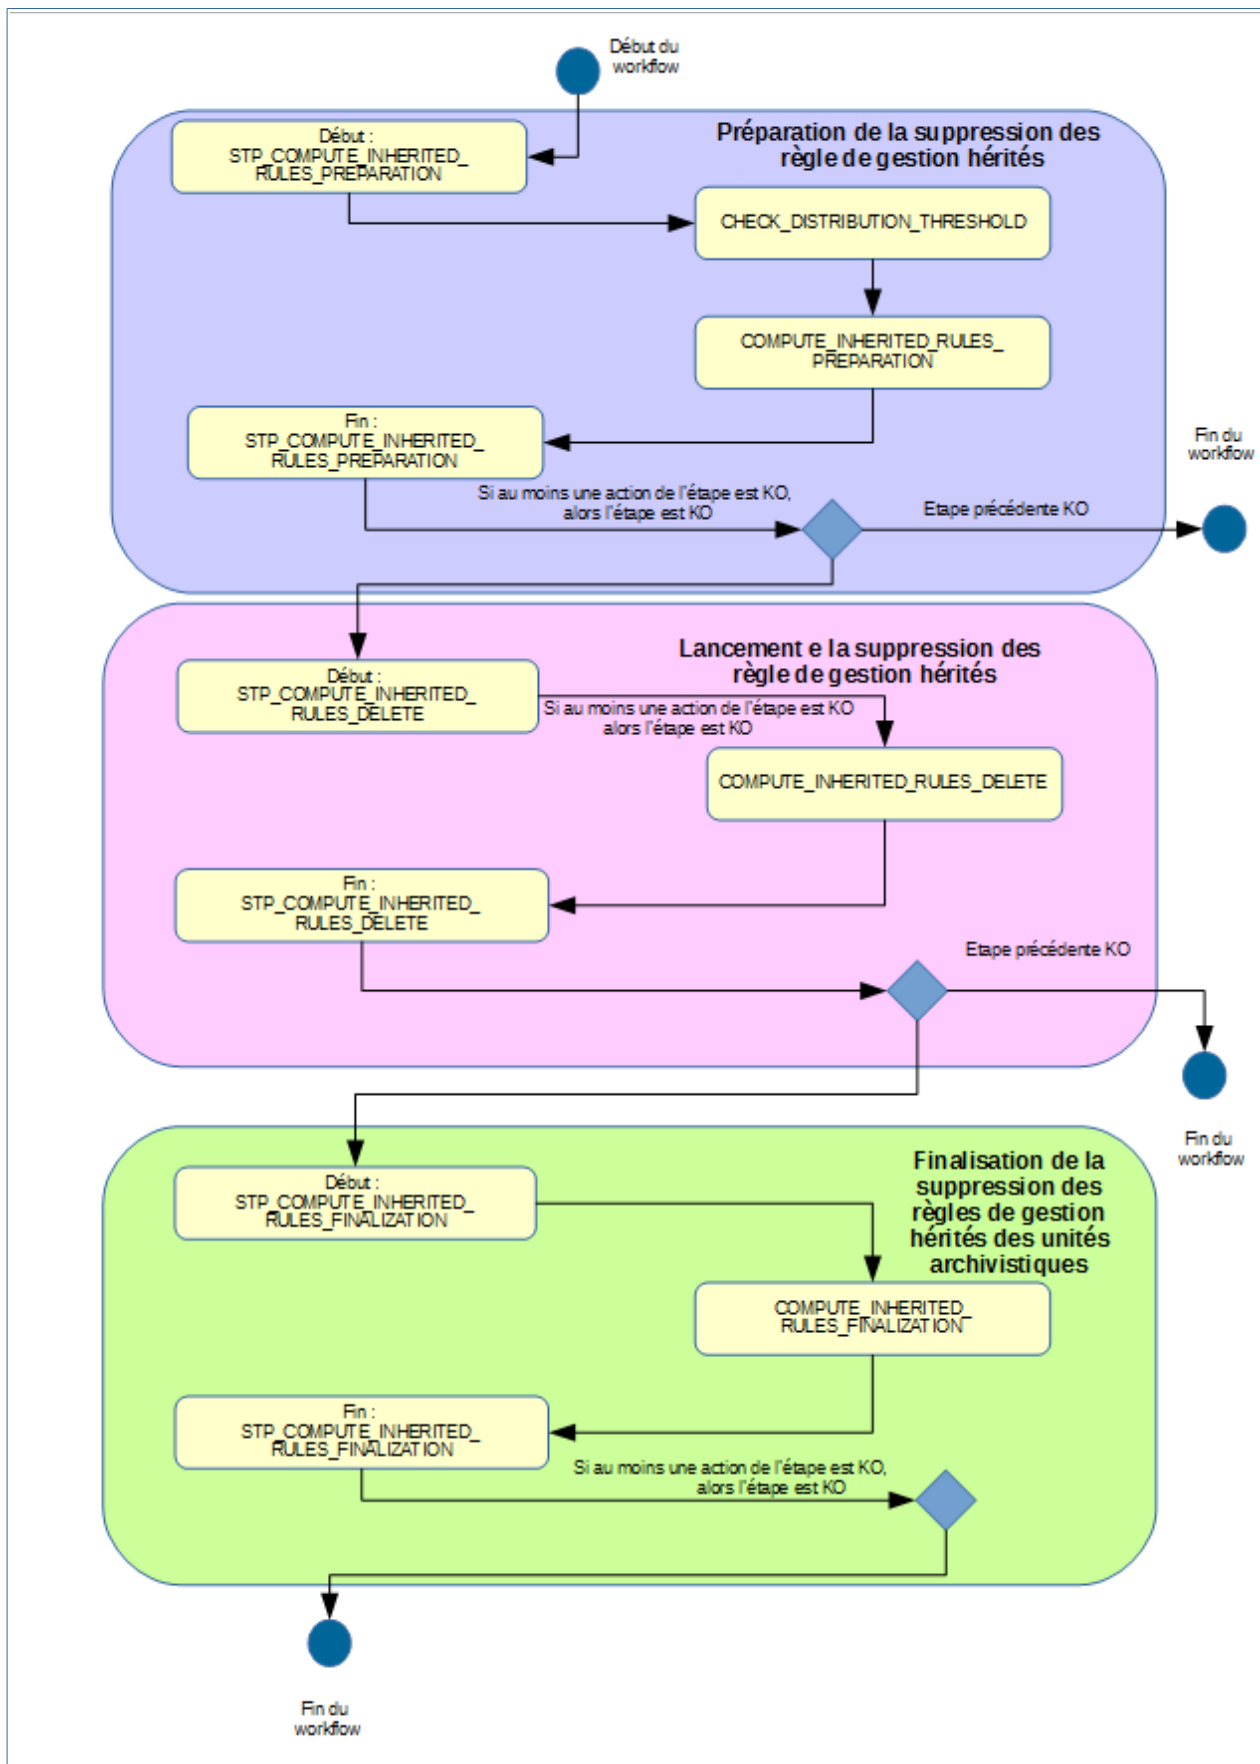 Début du
workflow
Début :
STP_COMPUTE_INHERITED_
RULES_PREPARATION
Préparation de la suppression des
règle de gestion hérités
CHECK_DISTRIBUTION_THRESHOLD
COMPUTE_INHERITED_RULES_
PREPARATION
Fin :
STP_COMPUTE_INHERITED_
RULES_PREPARATION
Fin du
workflow
Si au moins une action de l'étape est KO,
alors l'étape est KO
Etape précédente KO
Lancement e la suppression des
règle de gestion hérités
Début :
STP_COMPUTE_INHERITED_
RULES_DELETE
Si au moins une action de l'étape est KO
alors l'étape est KO
COMPUTE_INHERITED_RULES_DELETE
Fin :
STP_COMPUTE_INHERITED_
RULES_DELETE
Etape précédente KO
Fin du
workflow
Finalisation de la
suppression des
règles de gestion
hérités des unités
archivistiques
Début :
STP_COMPUTE_INHERITED_
RULES_FINALIZATION
COMPUTE_INHERITED_
RULES_FINALIZATION
Fin :
STP_COMPUTE_INHERITED_
RULES_FINALIZATION
Si au moins une action de l'étape est KO,
alors l'étape est KO
Fin du
workflow